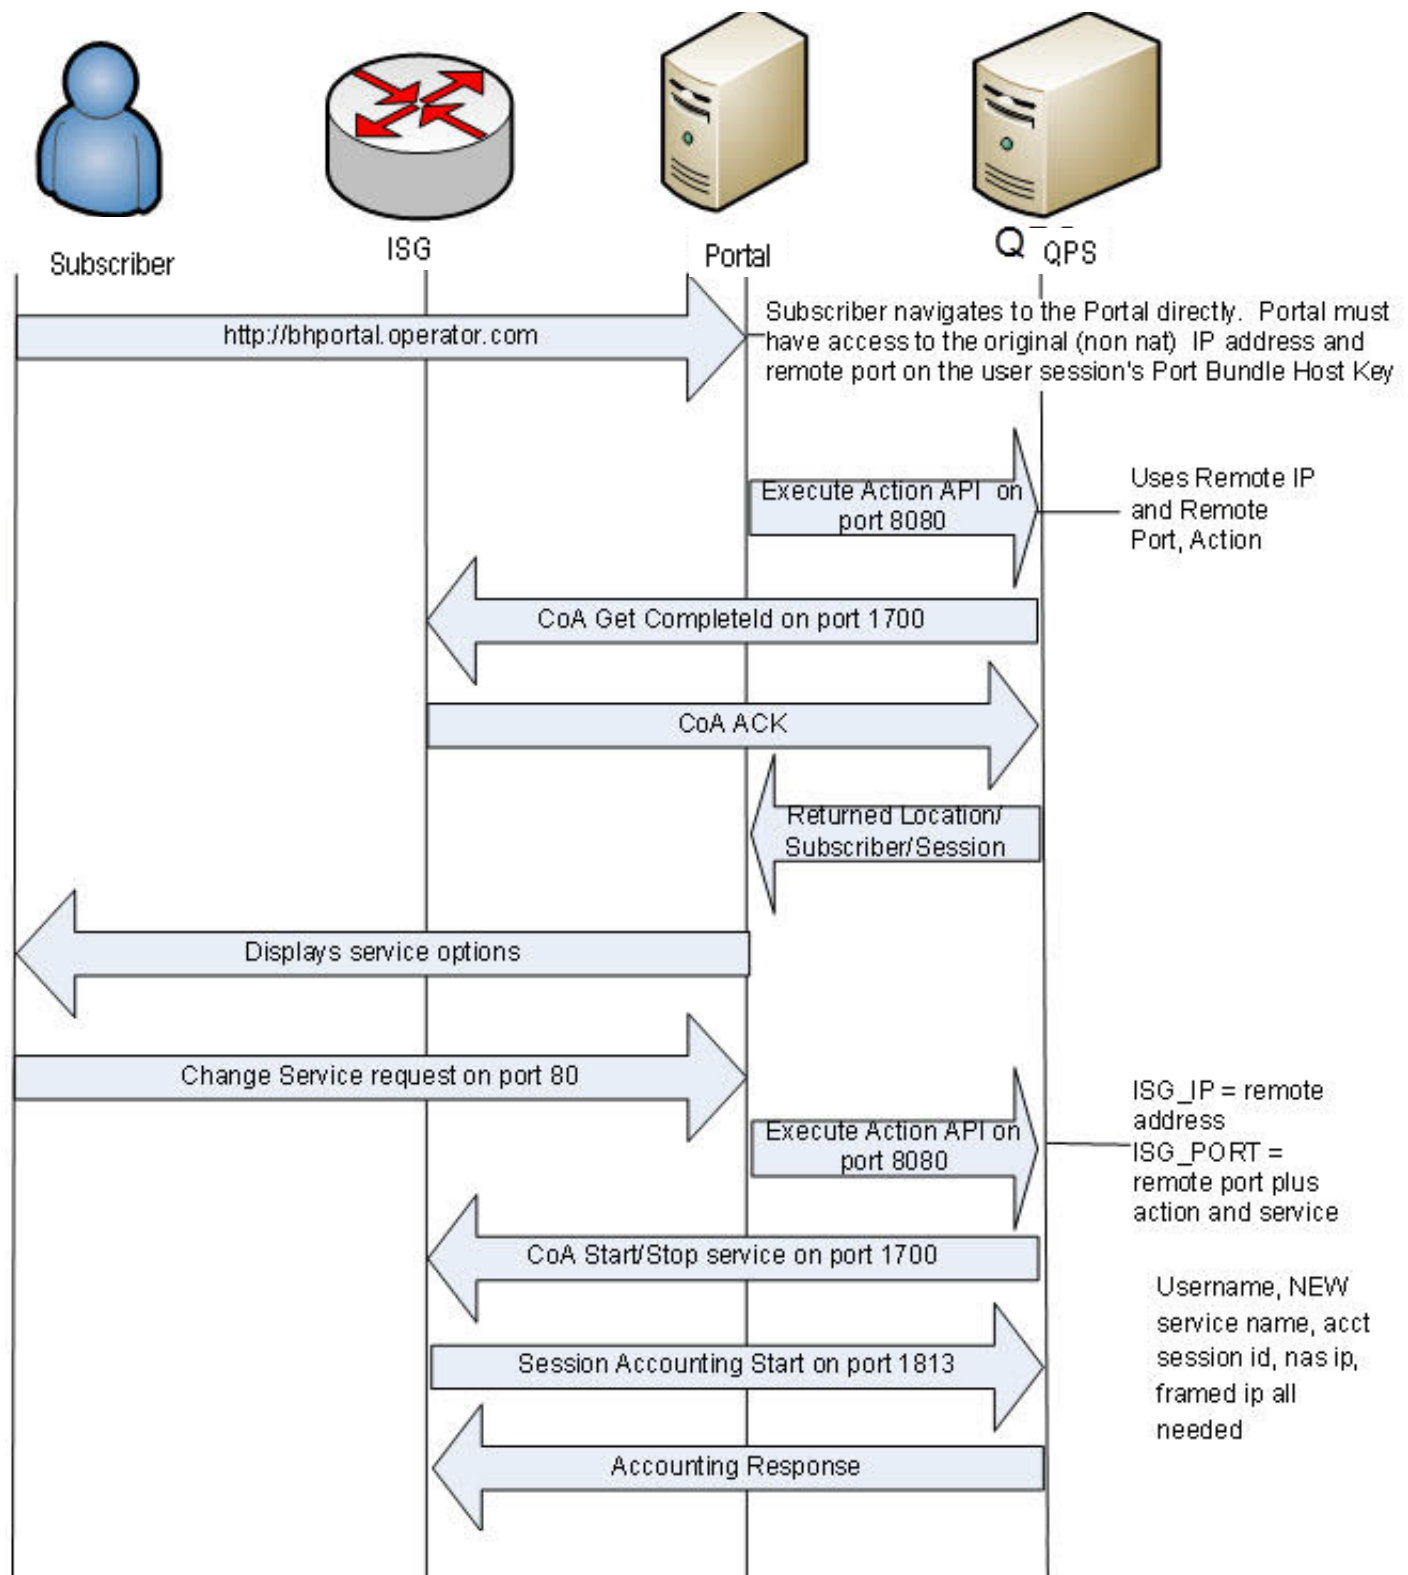 Subscriber
ISG
Portal
Q
QPS
http://bhportal.operator.com
Subscriber navigates to the Portal directly. Portal must
have access to the original (non nat) IP address and
remote port on the user session's Port Bundle Host Key
Execute Action API on
port 8080
Uses Remote IP
and Remote
Port, Action
CoA Get CompleteId on port 1700
CoA ACK
Returned Location/
Subscriber/Session
Displays service options
Change Service request on port 80
Execute Action API on
port 8080
ISG_IP = remote
address
ISG_PORT =
remote port plus
action and service
CoA Start/Stop service on port 1700
Session Accounting Start on port 1813
Username, NEW
service name, acct
session id, nas ip,
framed ip all
needed
Accounting Response